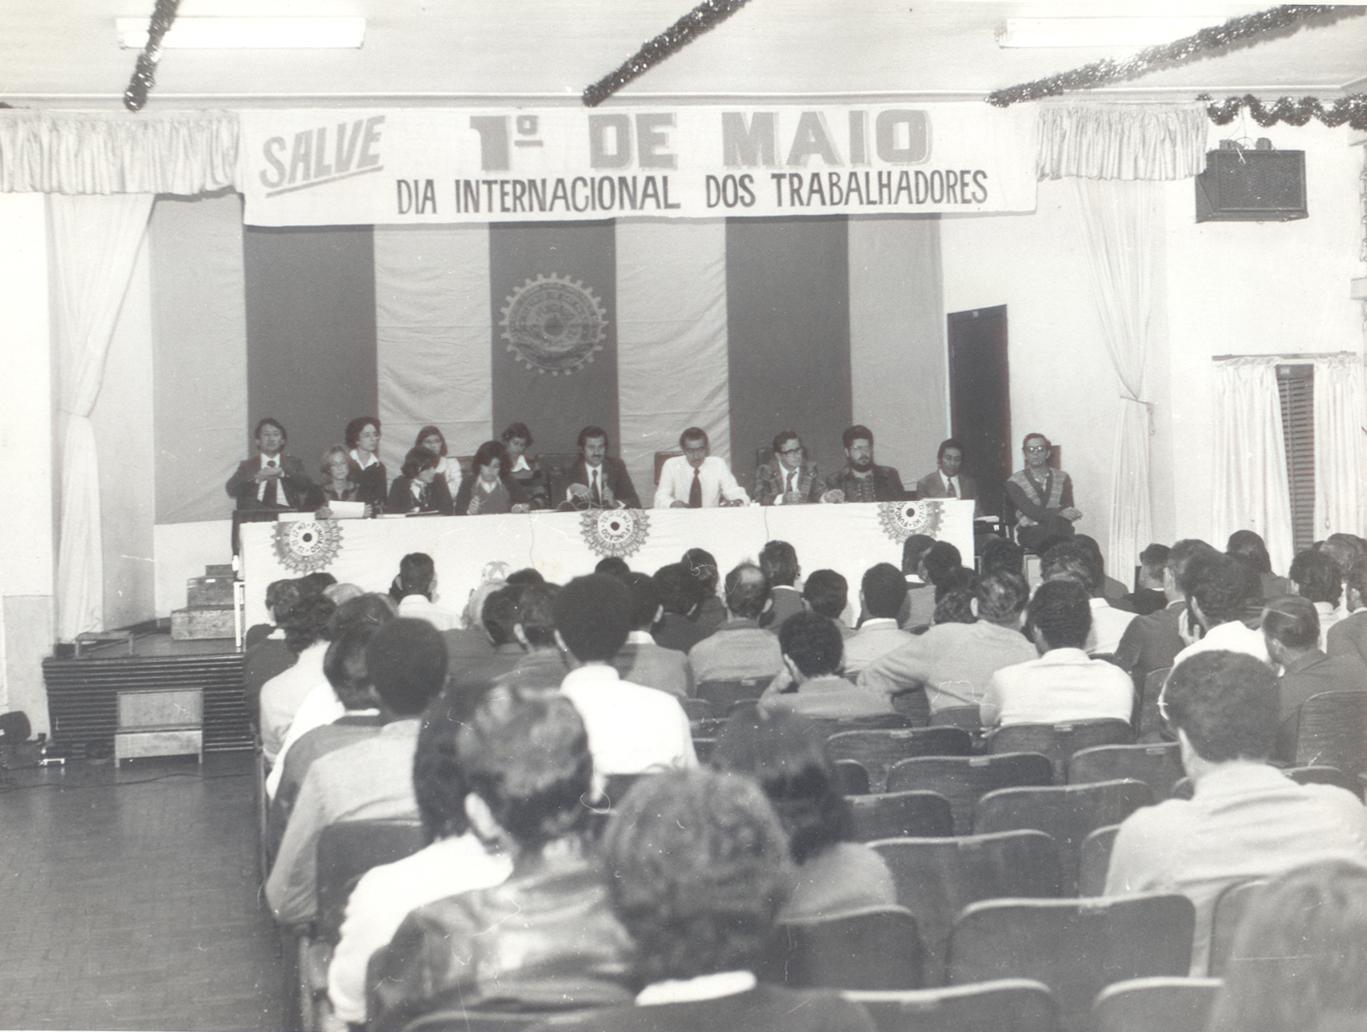 SALVE 1º DE MAIO
DIA INTERNACIONAL DOS TRABALHADORES